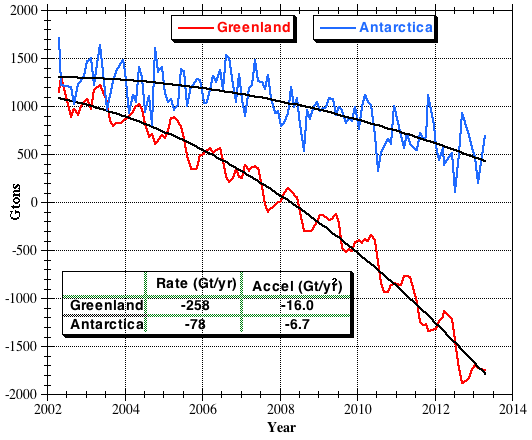 2000
Greenland Antarctica
1500
1000
500
0
-500
-1000
-1500
-2000
Gtons
Rate (Gt/yr) Accel (Gt/yr²)
Greenland -258 -16.0
Antarctica -78 -6.7
2002 2004 2006 2008 2010 2012 2014
Year